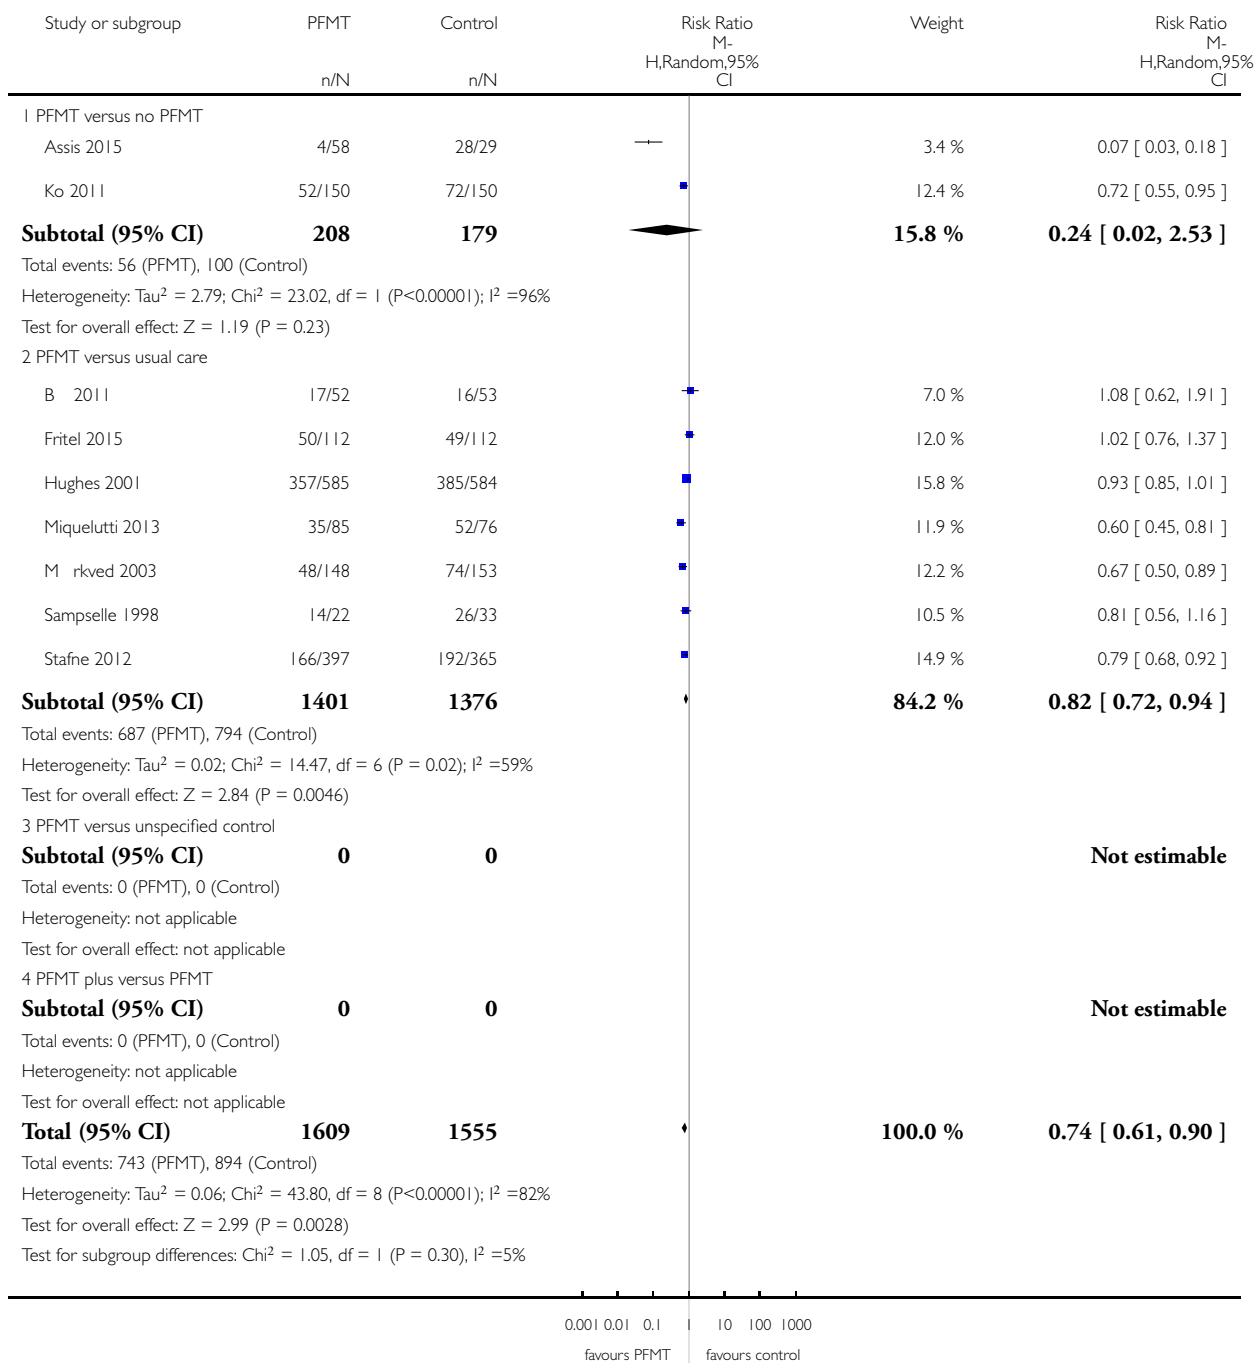 Study or subgroup PFMT Control Risk Ratio Weight Risk Ratio
M- M-
H,Random,95% H,Random,95%
n/N n/N CI CI
1 PFMT versus no PFMT
Assis 2015 4/58 28/29 3.4 % 0.07 [ 0.03, 0.18 ]
Ko 2011 52/150 72/150 12.4 % 0.72 [ 0.55, 0.95 ]
Subtotal (95% CI) 208 179 15.8 % 0.24 [ 0.02, 2.53 ]
Total events: 56 (PFMT), 100 (Control)
Heterogeneity: Tau² = 2.79; Chi² = 23.02, df = 1 (P<0.00001); I² =96%
Test for overall effect: Z = 1.19 (P = 0.23)
2 PFMT versus usual care
B 2011 17/52 16/53 7.0 % 1.08 [ 0.62, 1.91 ]
Fritel 2015 50/112 49/112 12.0 % 1.02 [ 0.76, 1.37 ]
Hughes 2001 357/585 385/584 15.8 % 0.93 [ 0.85, 1.01 ]
Miquelutti 2013 35/85 52/76 11.9 % 0.60 [ 0.45, 0.81 ]
M rkved 2003 48/148 74/153 12.2 % 0.67 [ 0.50, 0.89 ]
Sampselle 1998 14/22 26/33 10.5 % 0.81 [ 0.56, 1.16 ]
Stafne 2012 166/397 192/365 14.9 % 0.79 [ 0.68, 0.92 ]
Subtotal (95% CI) 1401 1376 84.2 % 0.82 [ 0.72, 0.94 ]
Total events: 687 (PFMT), 794 (Control)
Heterogeneity: Tau² = 0.02; Chi² = 14.47, df = 6 (P = 0.02); I² =59%
Test for overall effect: Z = 2.84 (P = 0.0046)
3 PFMT versus unspecified control
Subtotal (95% CI) 0 0 Not estimable
Total events: 0 (PFMT), 0 (Control)
Heterogeneity: not applicable
Test for overall effect: not applicable
4 PFMT plus versus PFMT
Subtotal (95% CI) 0 0 Not estimable
Total events: 0 (PFMT), 0 (Control)
Heterogeneity: not applicable
Test for overall effect: not applicable
Total (95% CI) 1609 1555 100.0 % 0.74 [ 0.61, 0.90 ]
Total events: 743 (PFMT), 894 (Control)
Heterogeneity: Tau² = 0.06; Chi² = 43.80, df = 8 (P<0.00001); I² =82%
Test for overall effect: Z = 2.99 (P = 0.0028)
Test for subgroup differences: Chi² = 1.05, df = 1 (P = 0.30), I² =5%
0.001 0.01 0.1 1 10 100 1000
favours PFMT favours control